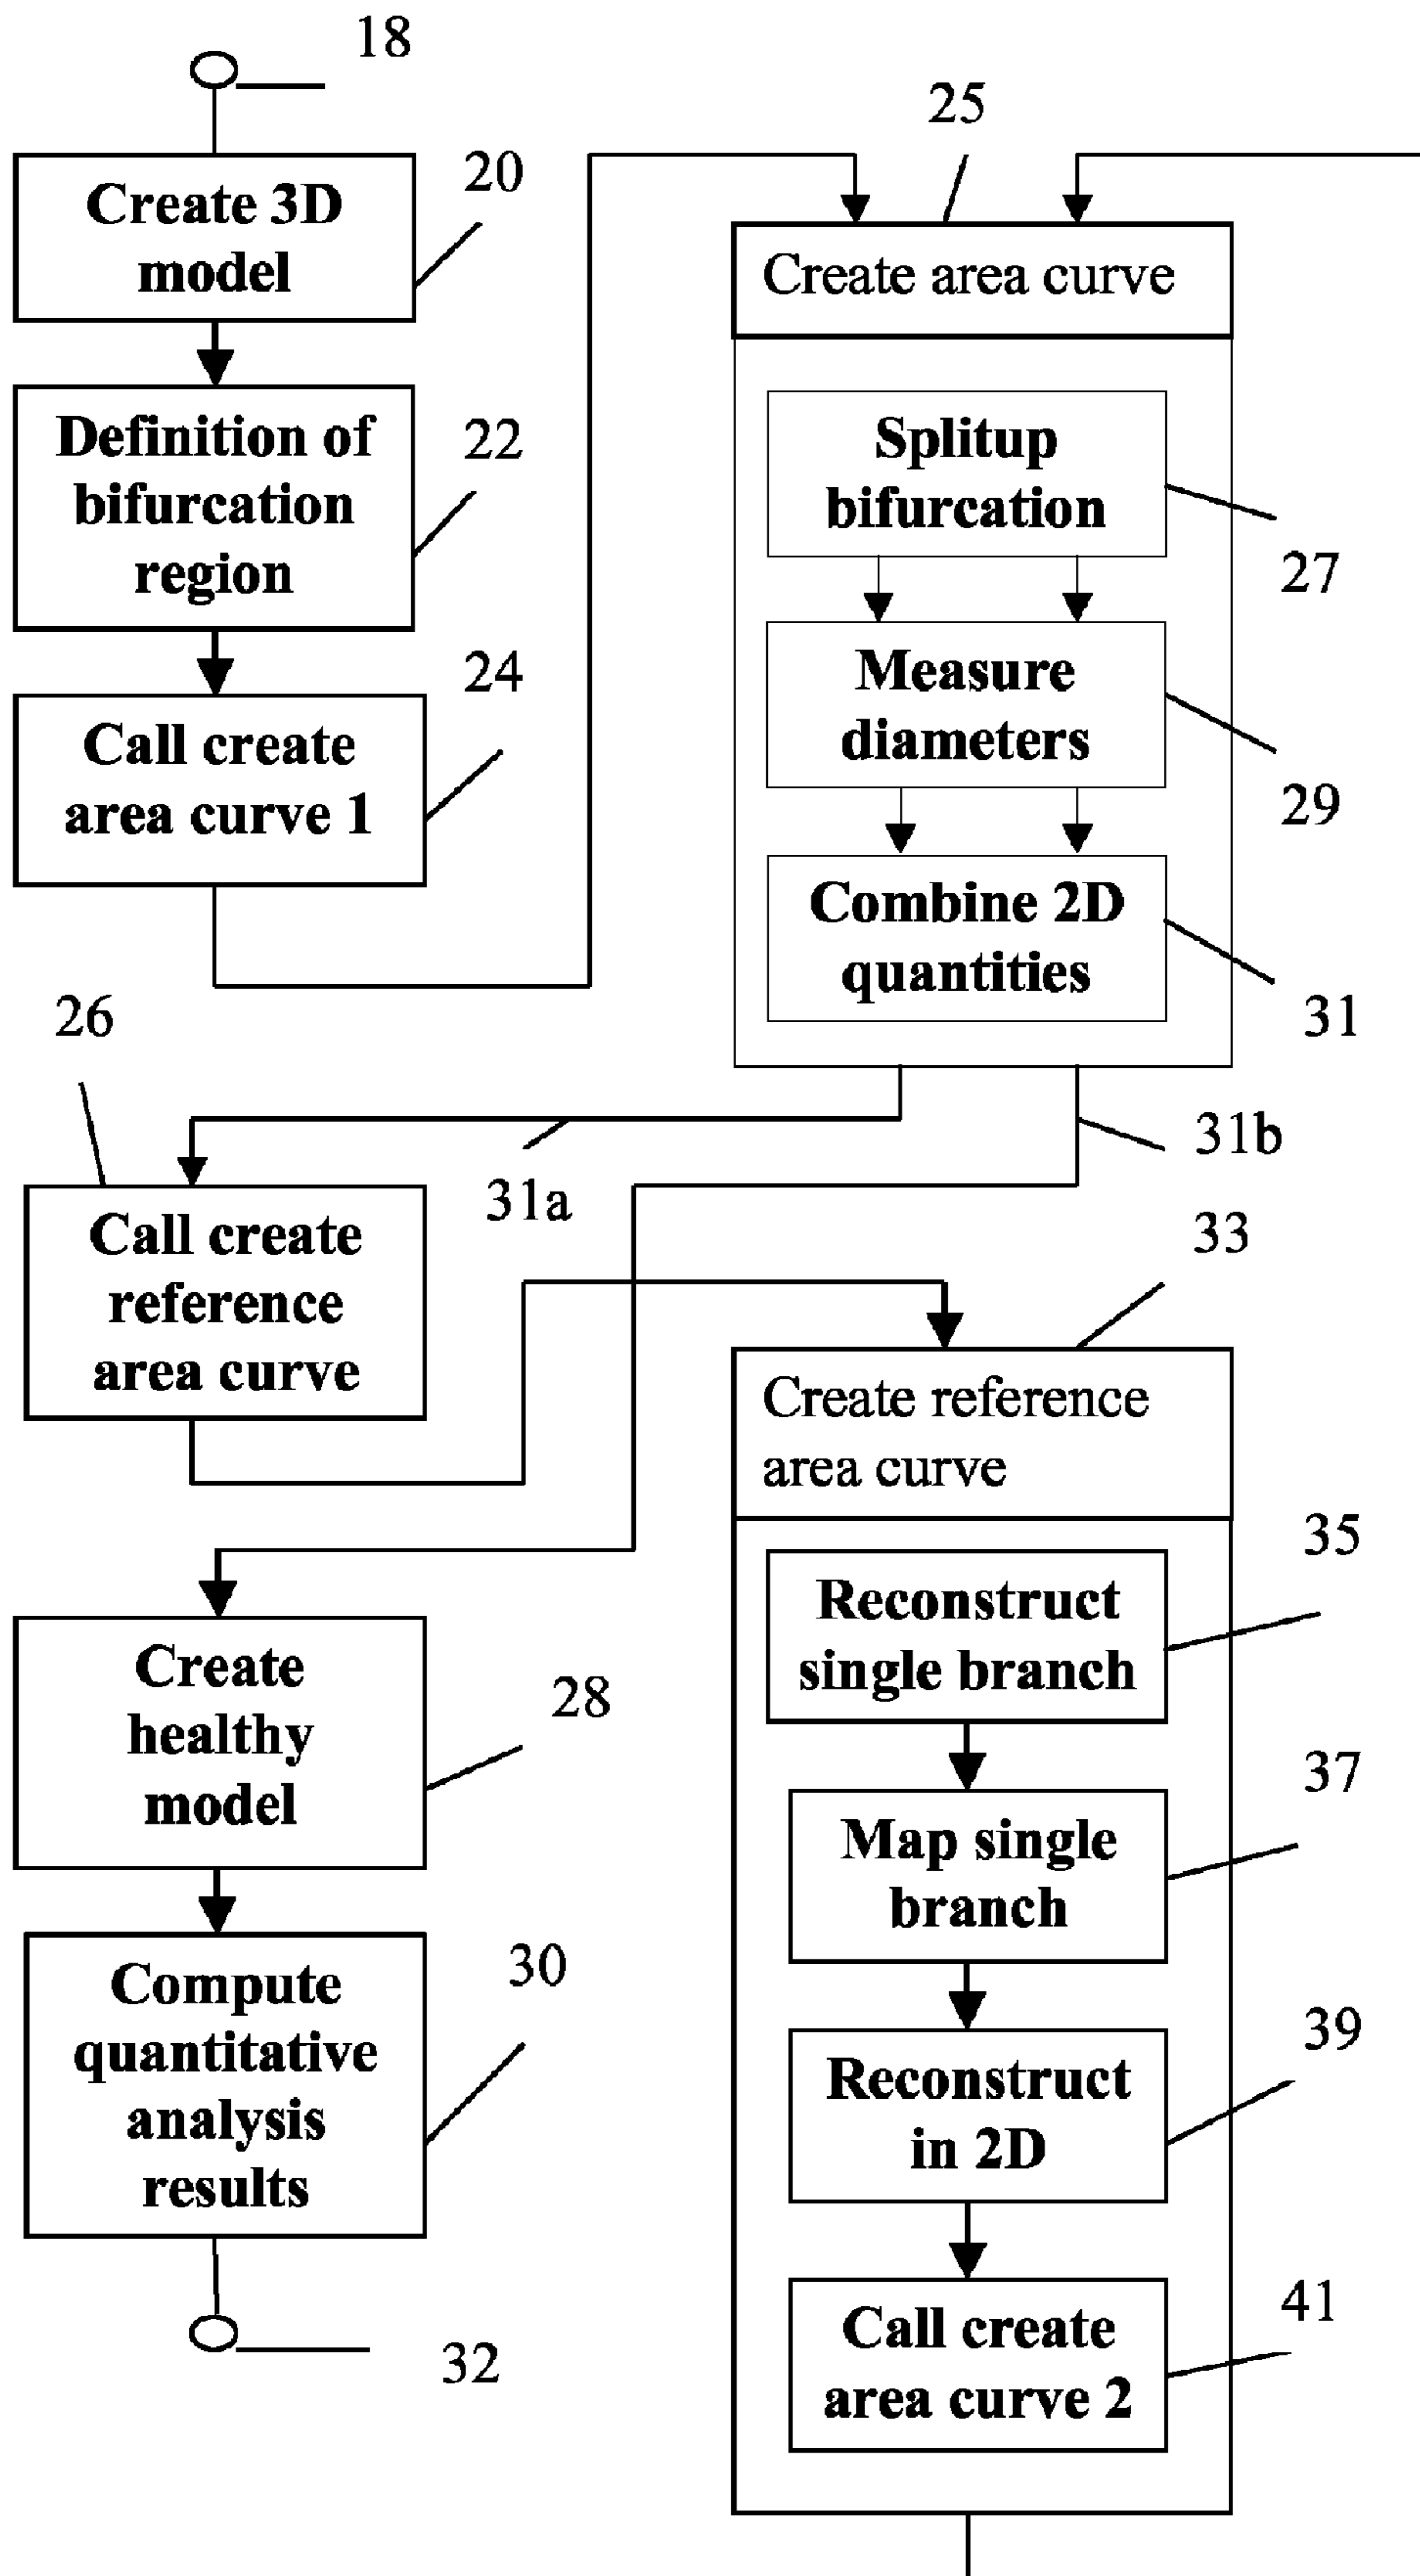 18
Create 3D
model
20
Definition of
bifurcation
region
22
Call create
area curve 1
24
25
Create area curve
Splitup
bifurcation
27
Measure
diameters
29
Combine 2D
quantities
31
31a
31b
26
Call create
reference
area curve
33
Create reference
area curve
Reconstruct
single branch
35
Map single
branch
37
Reconstruct
in 2D
39
Call create
area curve 2
41
Create
healthy
model
28
Compute
quantitative
analysis
results
30
32